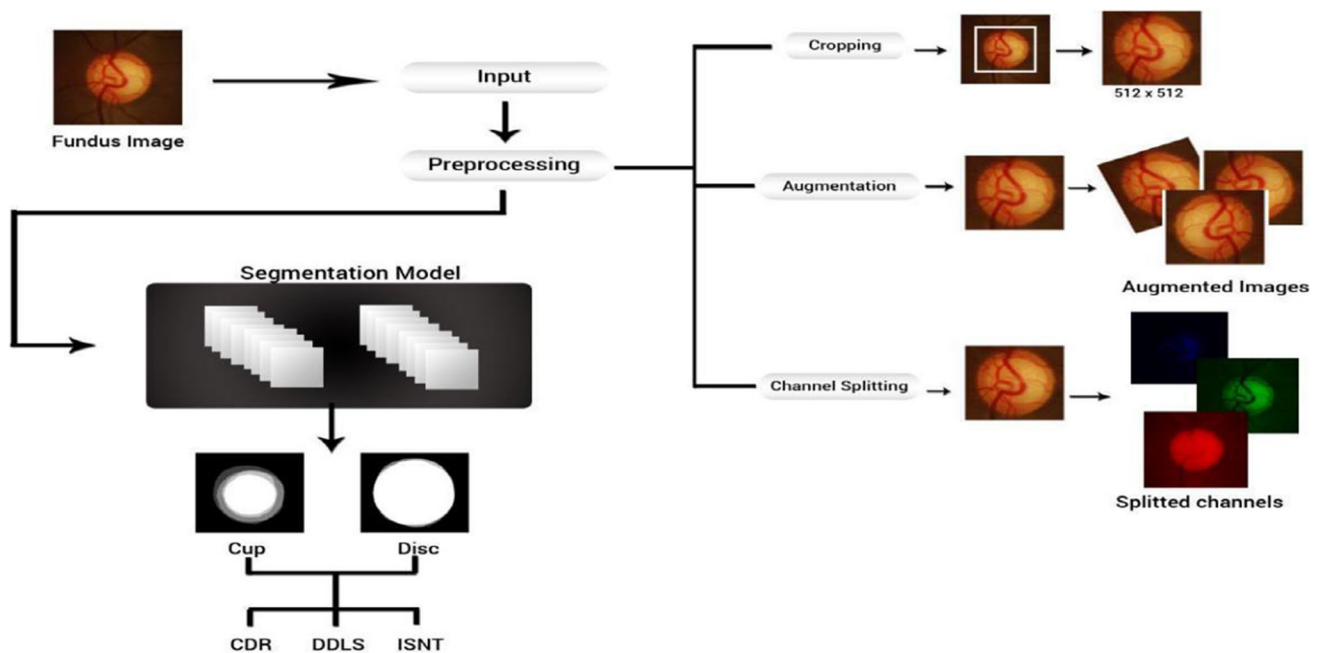 Fundus Image
Input
Preprocessing
Cropping
512 x 512
Augmentation
Augmented Images
Channel Splitting
Splitted channels
Segmentation Model
Cup
Disc
CDR
DDLS
ISNT